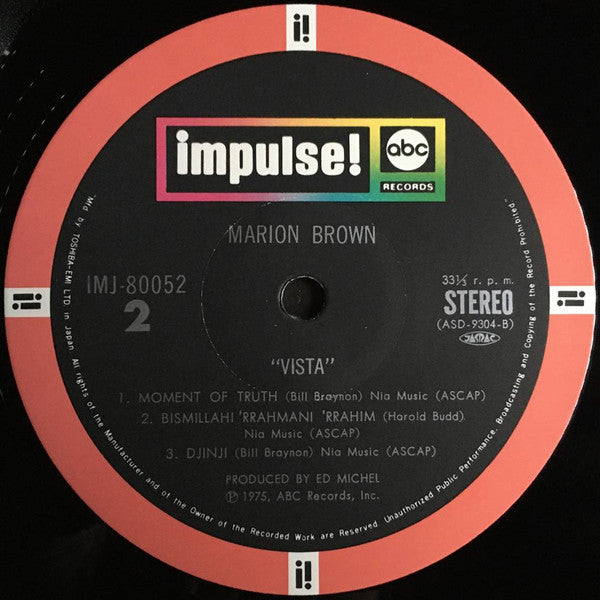 i!
impulse!
abc
RECORDS
MARION BROWN
IMJ-80052
2
33⅓ r. p. m.
STEREO
(ASD-9304-B)
JASRAC
i!
i!
"VISTA"
1. MOMENT OF TRUTH (Bill Braynon) Nia Music (ASCAP)
2. BISMILLAHI 'RRAHMANI 'RRAHIM (Harold Budd)
Nia Music (ASCAP)
3. DJINJI (Bill Braynon) Nia Music (ASCAP)
PRODUCED BY ED MICHEL
℗ 1975, ABC Records, Inc.
Mf'd by TOSHIBA-EMI LTD. in Japan. All rights of the Manufacturer and of the Owner of the Recorded Work are Reserved. Unauthorized Public Performance, Broadcasting and Copying of the Record Prohibited.
i!